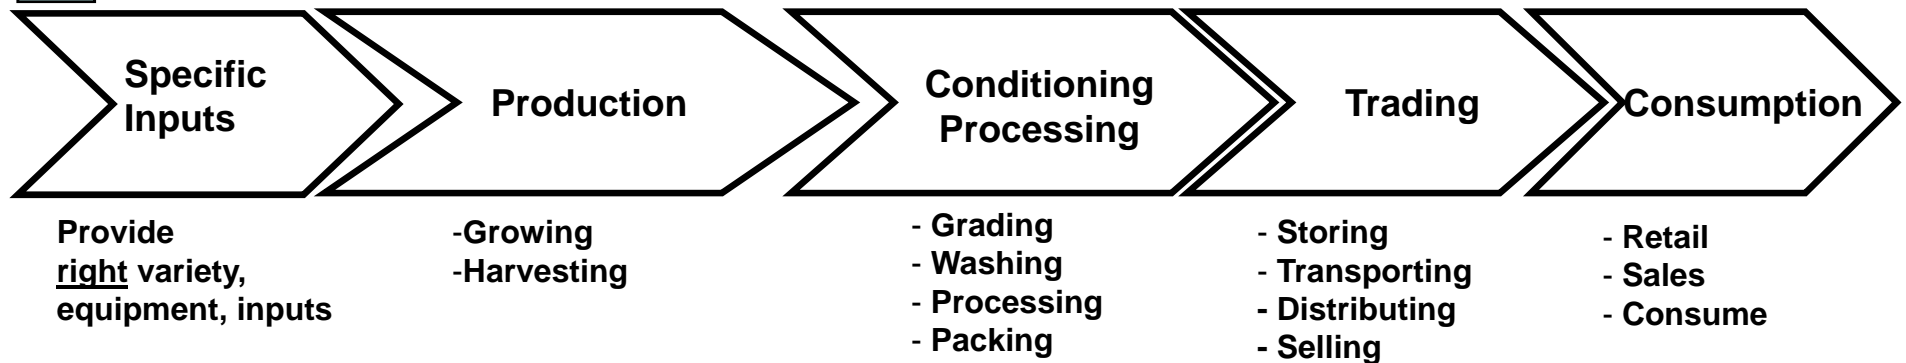 Specific
Inputs
Production
Conditioning
Processing
Trading
Consumption
Provide
right variety,
equipment, inputs
-Growing
-Harvesting
- Grading
- Washing
- Processing
- Packing
- Storing
- Transporting
- Distributing
- Selling
- Retail
- Sales
- Consume